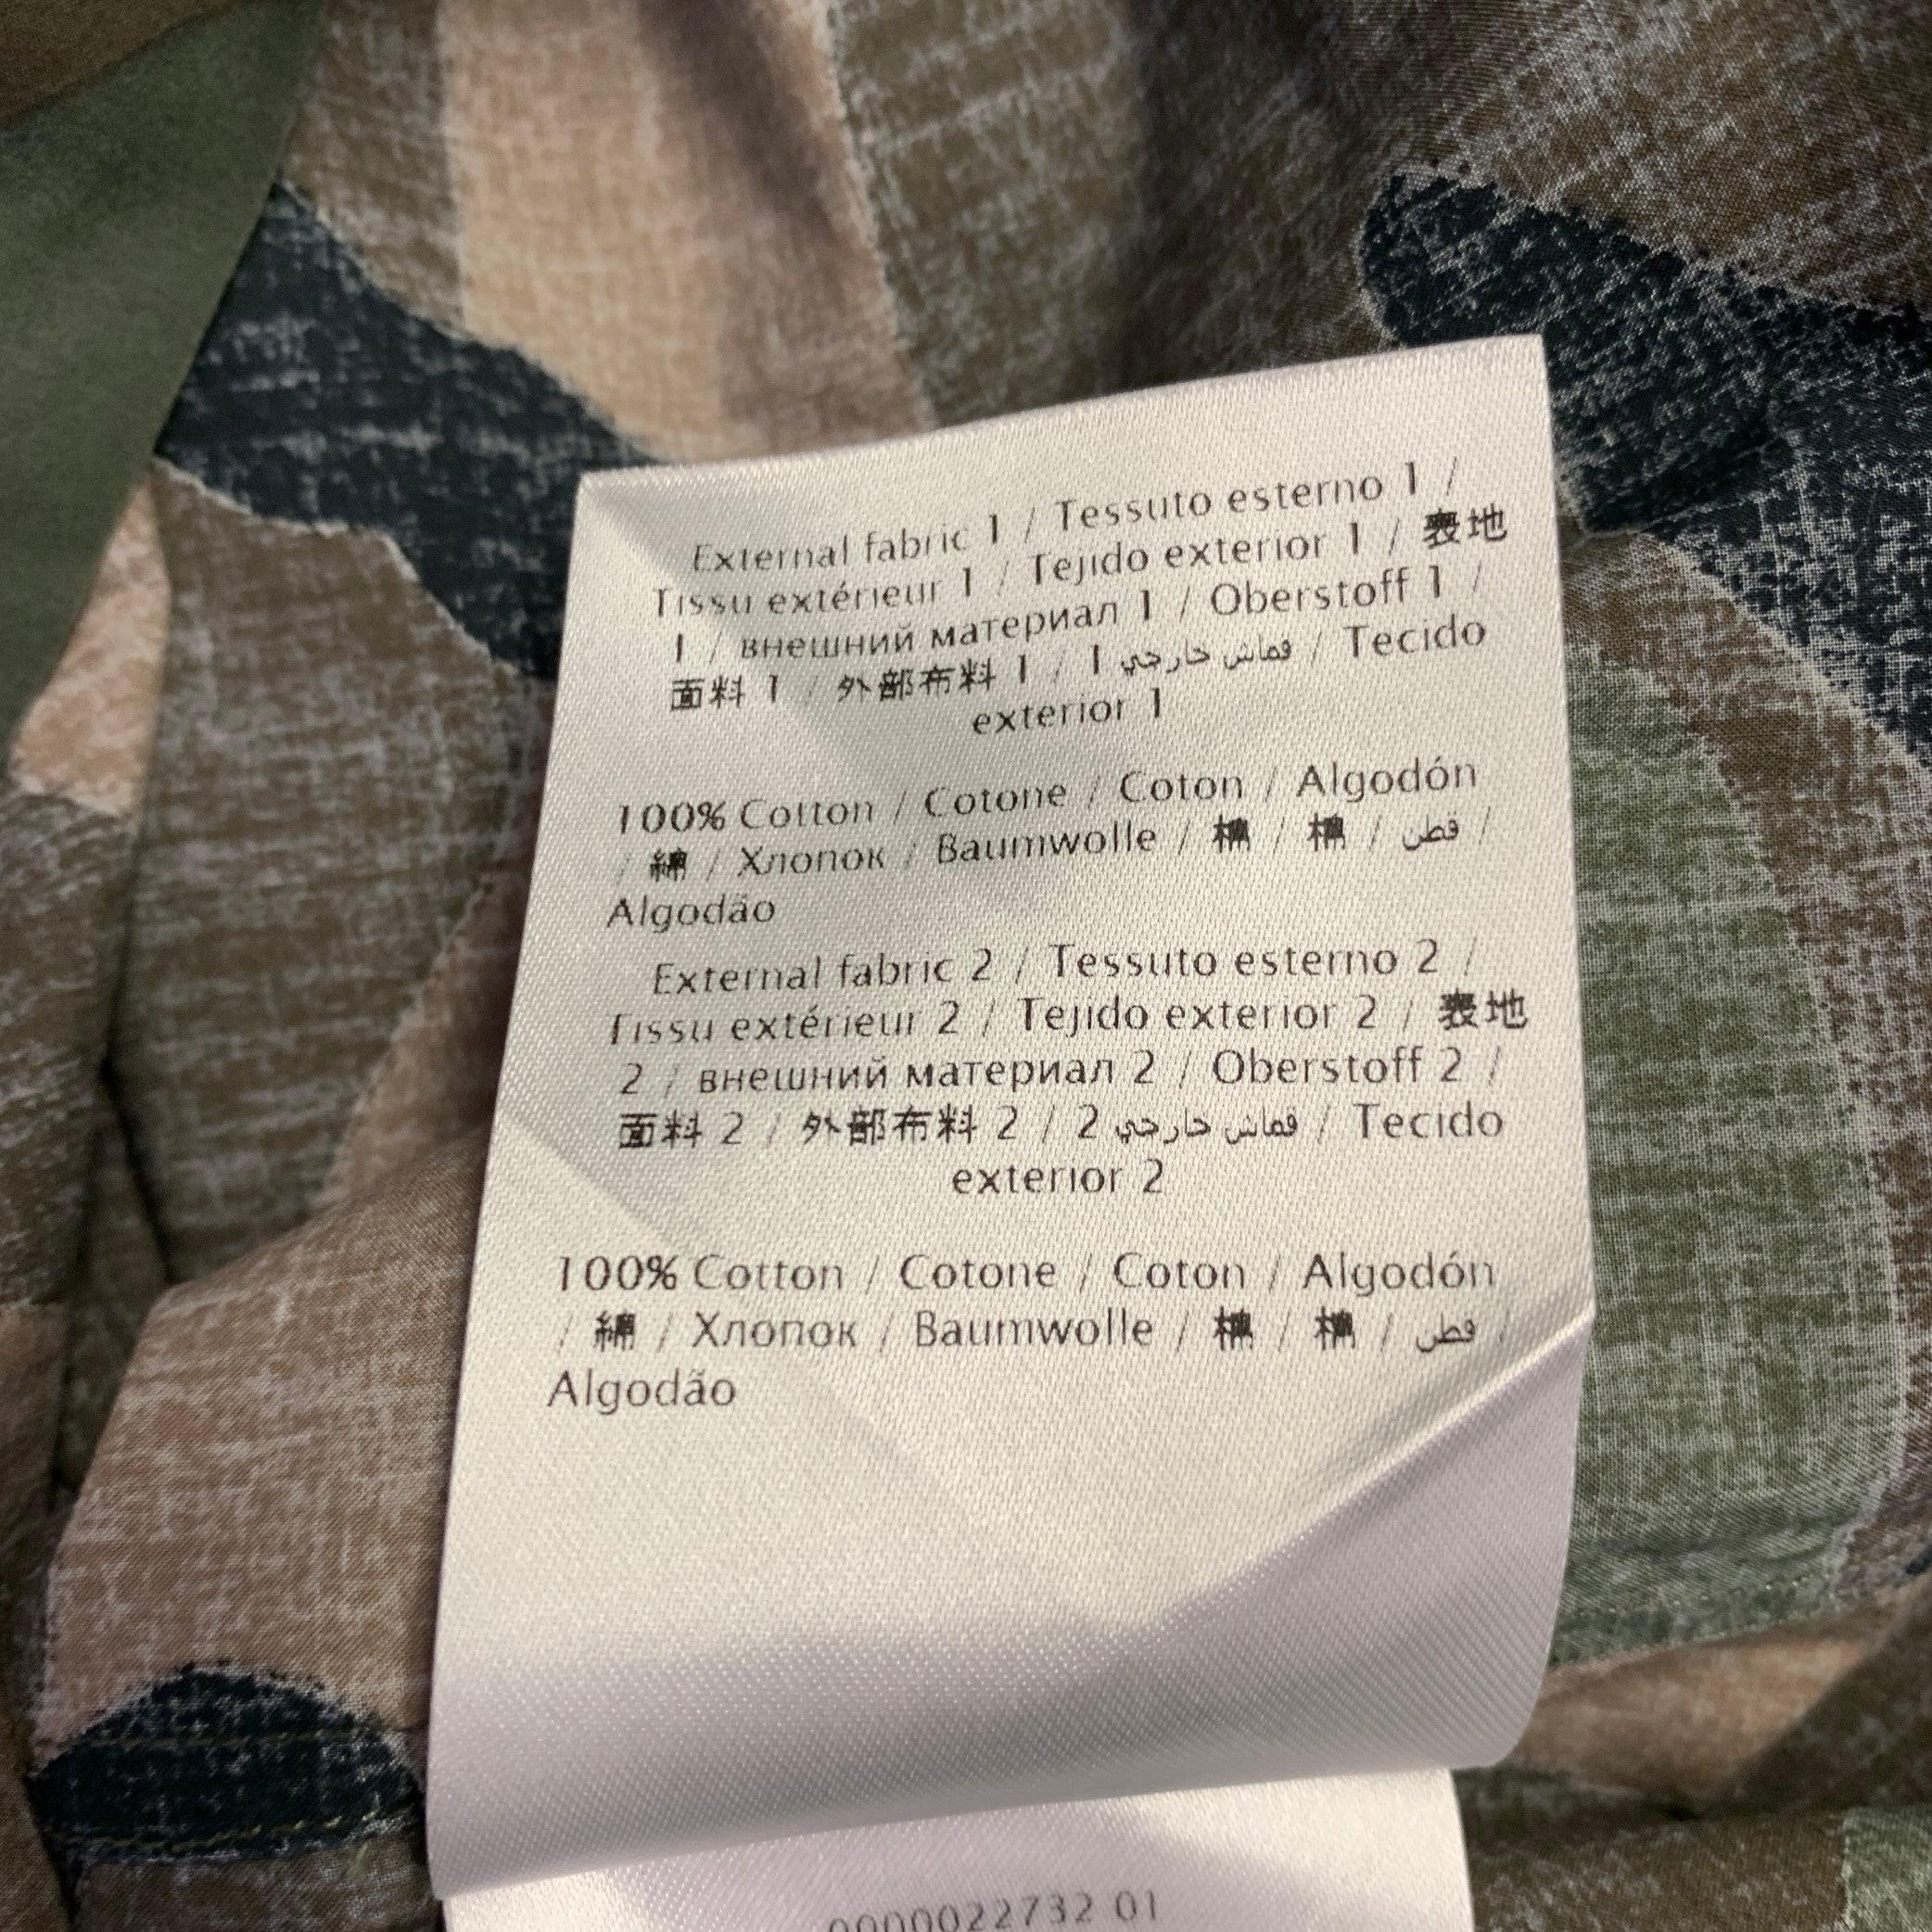 External fabric 1 / Tessuto esterno 1 /
Tissu extérieur 1 / Tejido exterior 1 / 表地
1 / внешний материал 1 / Oberstoff 1 /
面料 1 / 外部布料 1 / 1 قماش خارجي / Tecido
exterior 1
100% Cotton / Cotone / Coton / Algodón
/ 綿 / Хлопок / Baumwolle / 棉 / 棉 / قطن /
Algodão
External fabric 2 / Tessuto esterno 2 /
Tissu extérieur 2 / Tejido exterior 2 / 表地
2 / внешний материал 2 / Oberstoff 2 /
面料 2 / 外部布料 2 / 2 قماش خارجي / Tecido
exterior 2
100% Cotton / Cotone / Coton / Algodón
/ 綿 / Хлопок / Baumwolle / 棉 / 棉 / قطن /
Algodão
0000022732 01